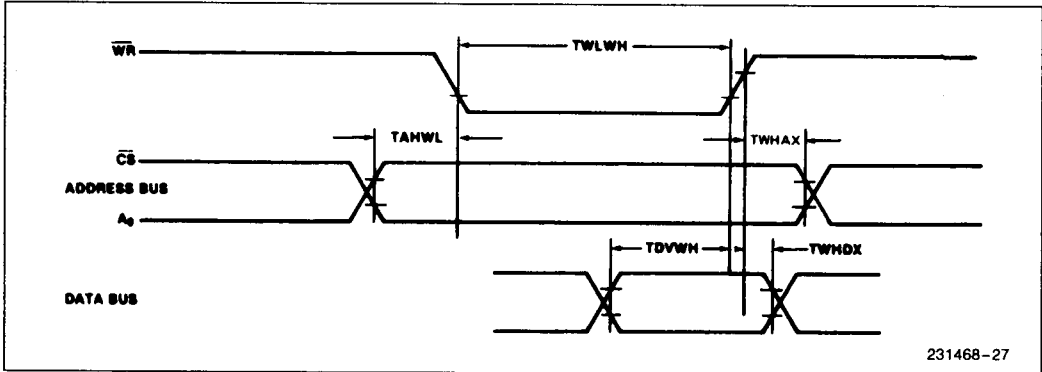 WR
TWLWH
TAHWL
TWHAX
CS
ADDRESS BUS
A0
TDVWH
TWHDX
DATA BUS
231468-27